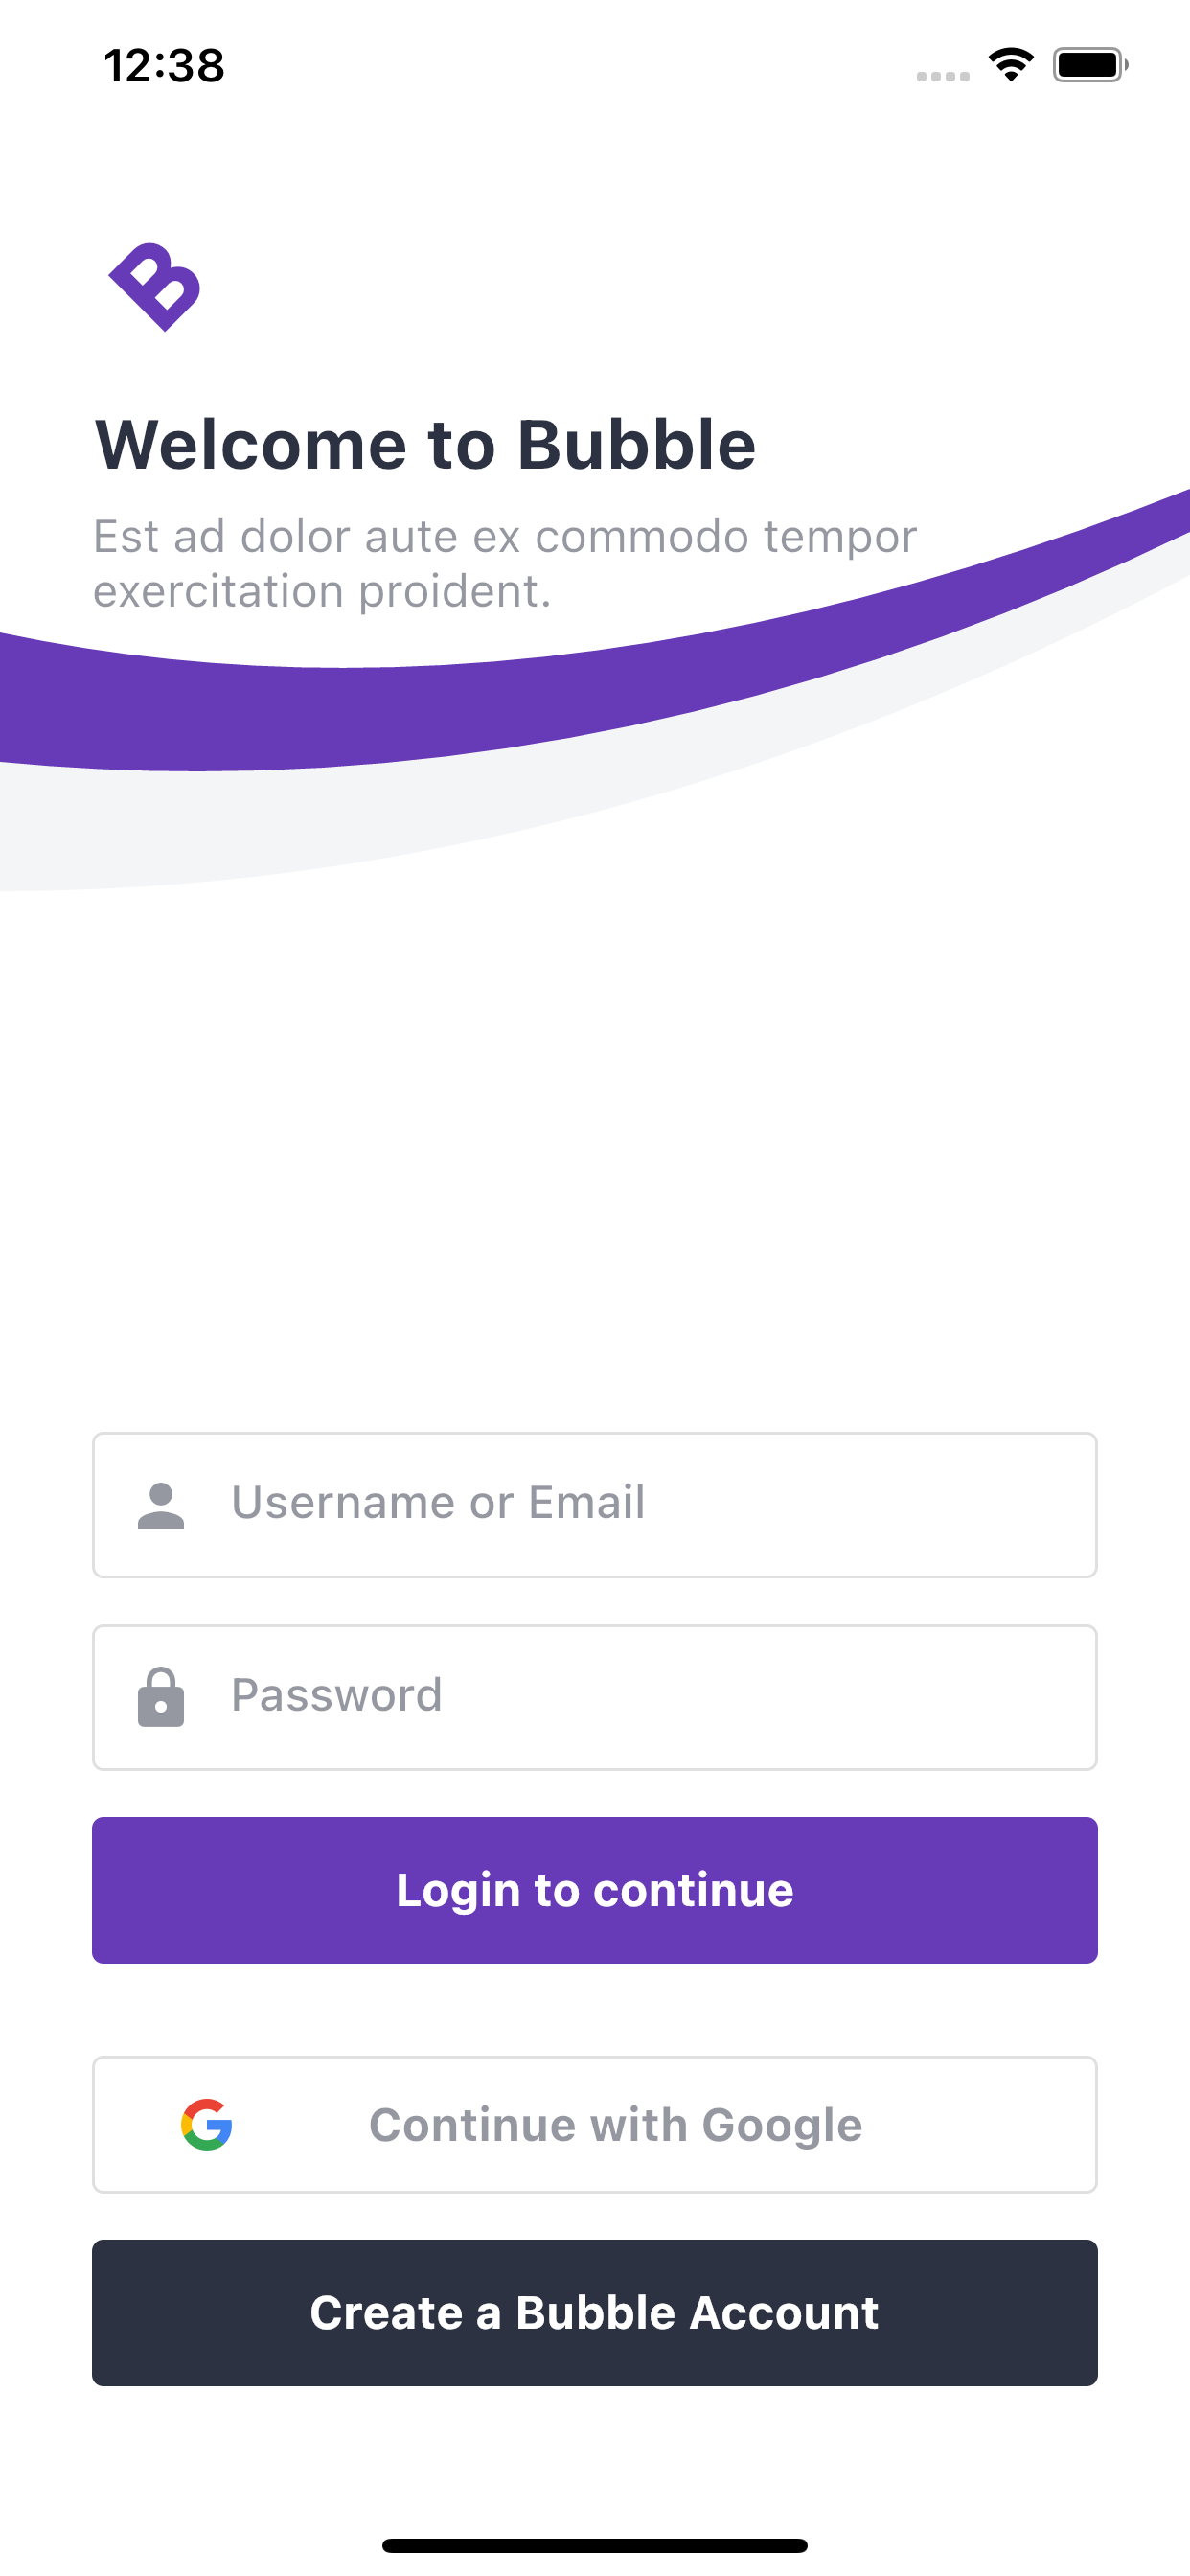 12:38
B
Welcome to Bubble
Est ad dolor aute ex commodo tempor
exercitation proident.
Username or Email
Password
Login to continue
Continue with Google
Create a Bubble Account